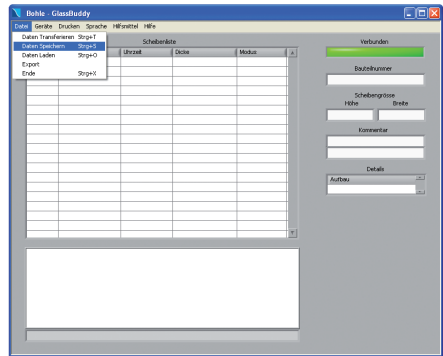 Bohle - GlassBuddy
Datei Geräte Drucken Sprache Hilfsmittel Hilfe
Daten Transferieren Strg+T
Daten Speichern Strg+S
Daten Laden Strg+O
Export
Ende Strg+X
Scheibenliste
Uhrzeit Dicke Modus
Verbunden
Bauteilnummer
Scheibengrösse
Höhe Breite
Kommentar
Details
Aufbau